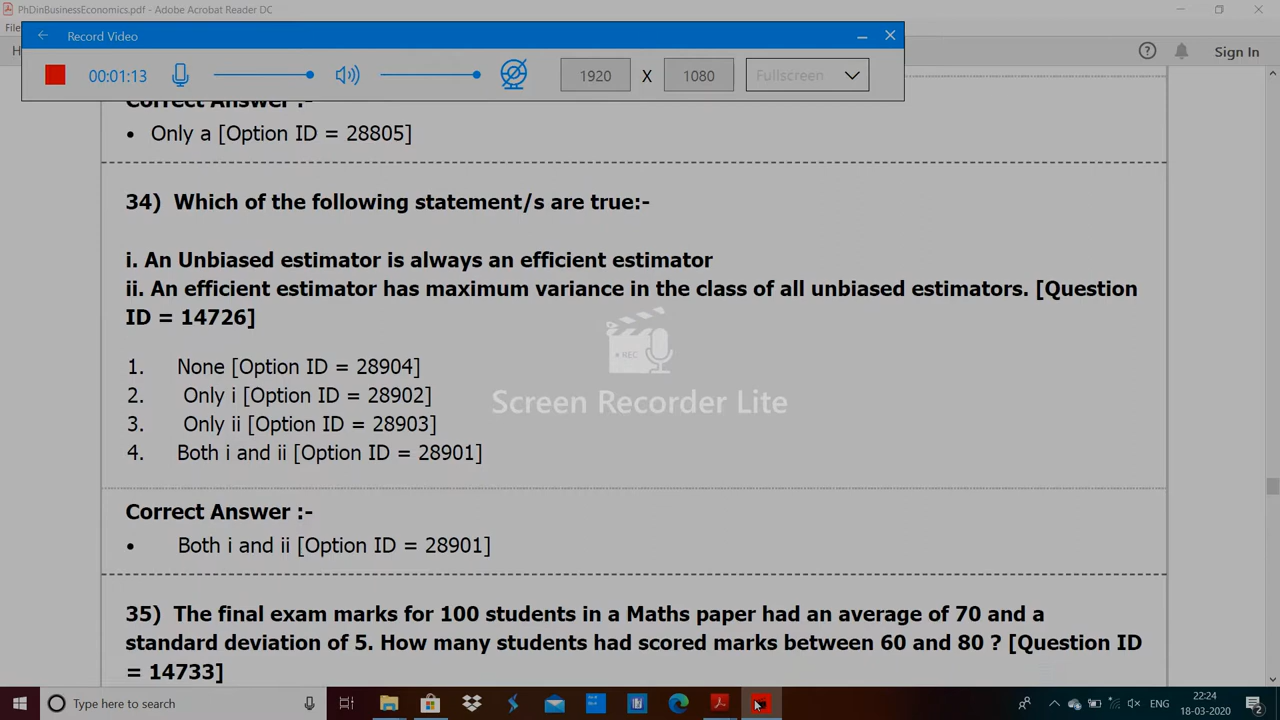 PhDinBusinessEconomics.pdf - Adobe Acrobat Reader DC
File
Record Video
H
Sign In
00:01:13
1920
X
1080
Fullscreen
Correct Answer :-
• Only a [Option ID = 28805]
34) Which of the following statement/s are true:-
i. An Unbiased estimator is always an efficient estimator
ii. An efficient estimator has maximum variance in the class of all unbiased estimators. [Question
ID = 14726]
1. None [Option ID = 28904]
2. Only i [Option ID = 28902]
3. Only ii [Option ID = 28903]
4. Both i and ii [Option ID = 28901]
• REC
Screen Recorder Lite
Correct Answer :-
• Both i and ii [Option ID = 28901]
35) The final exam marks for 100 students in a Maths paper had an average of 70 and a
standard deviation of 5. How many students had scored marks between 60 and 80 ? [Question ID
= 14733]
Type here to search
ENG
22:24
18-03-2020
2